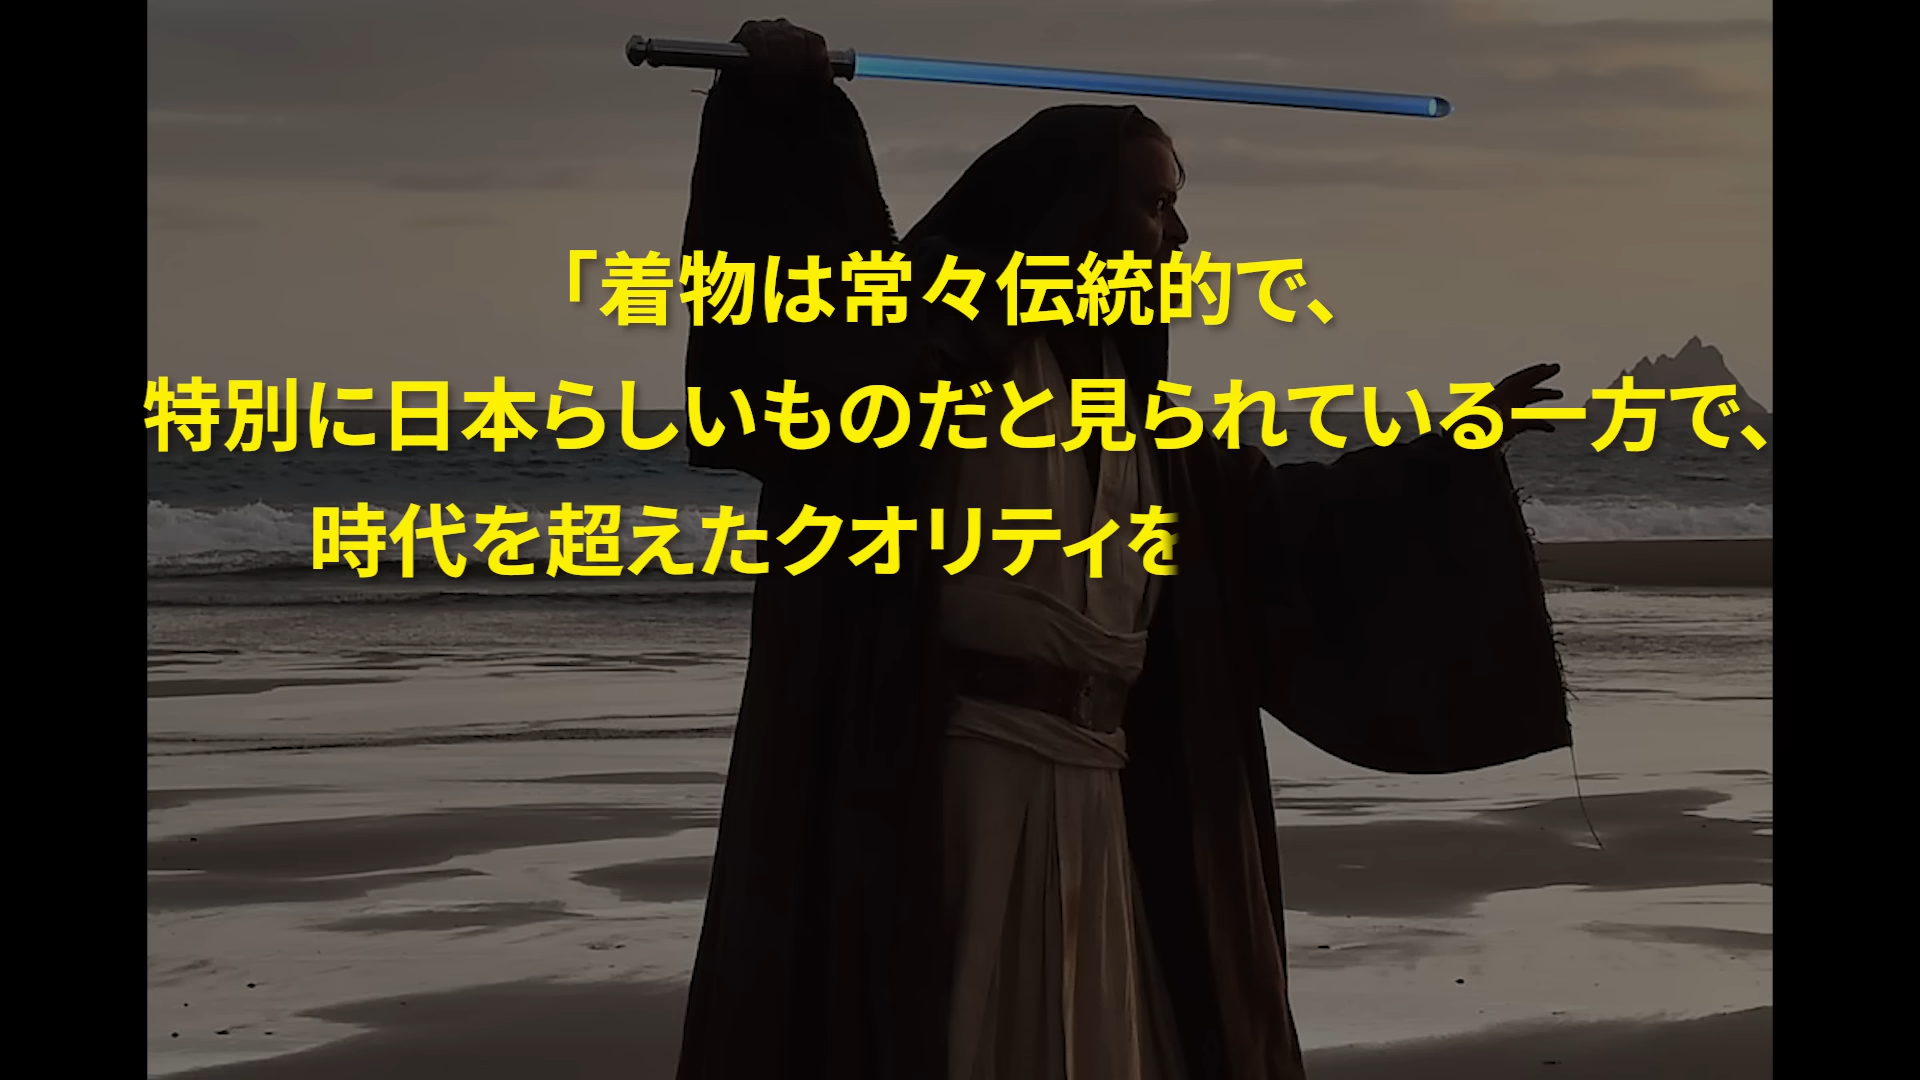 「着物は常々伝統的で、
特別に日本らしいものだと見られている一方で、
時代を超えたクオリティを